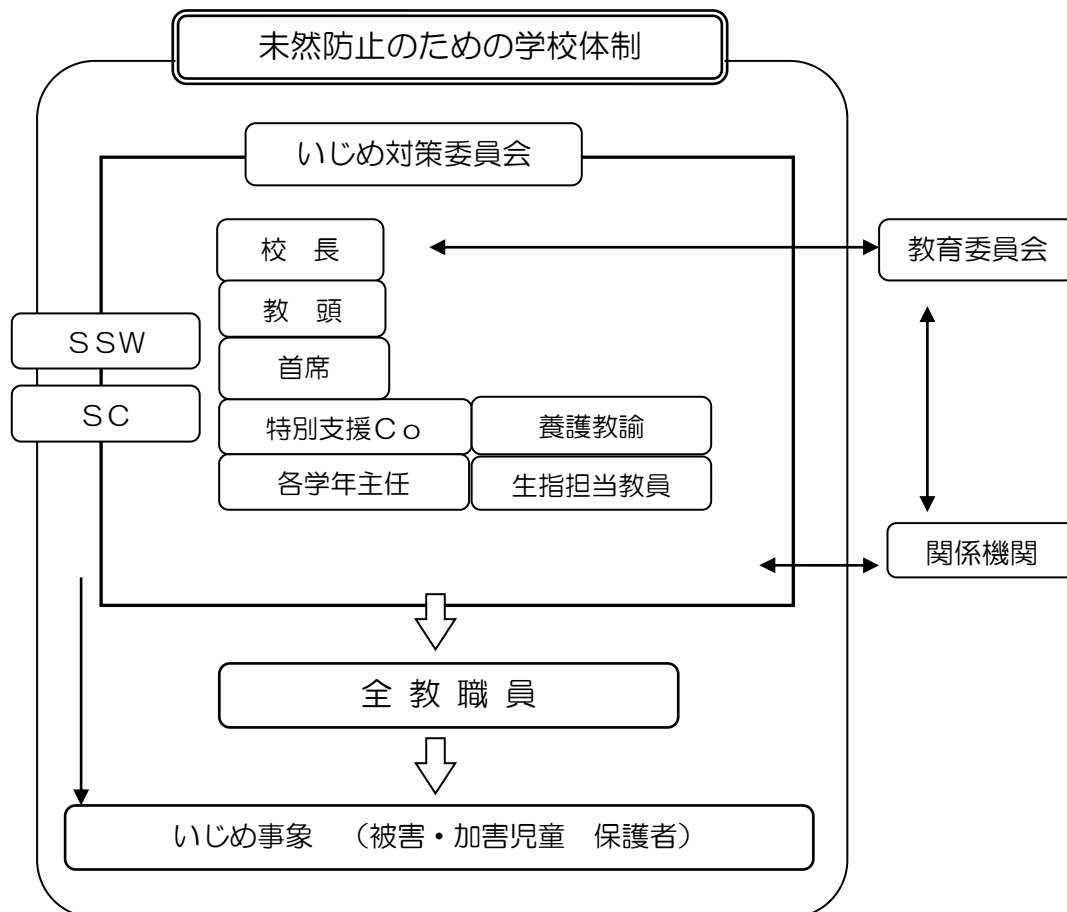 未然防止のための学校体制
いじめ対策委員会
校　長
教育委員会
教　頭
ＳＳＷ
首席
ＳＣ
特別支援Ｃｏ
養護教諭
各学年主任
生指担当教員
関係機関
全 教 職 員
いじめ事象　（被害・加害児童　保護者）